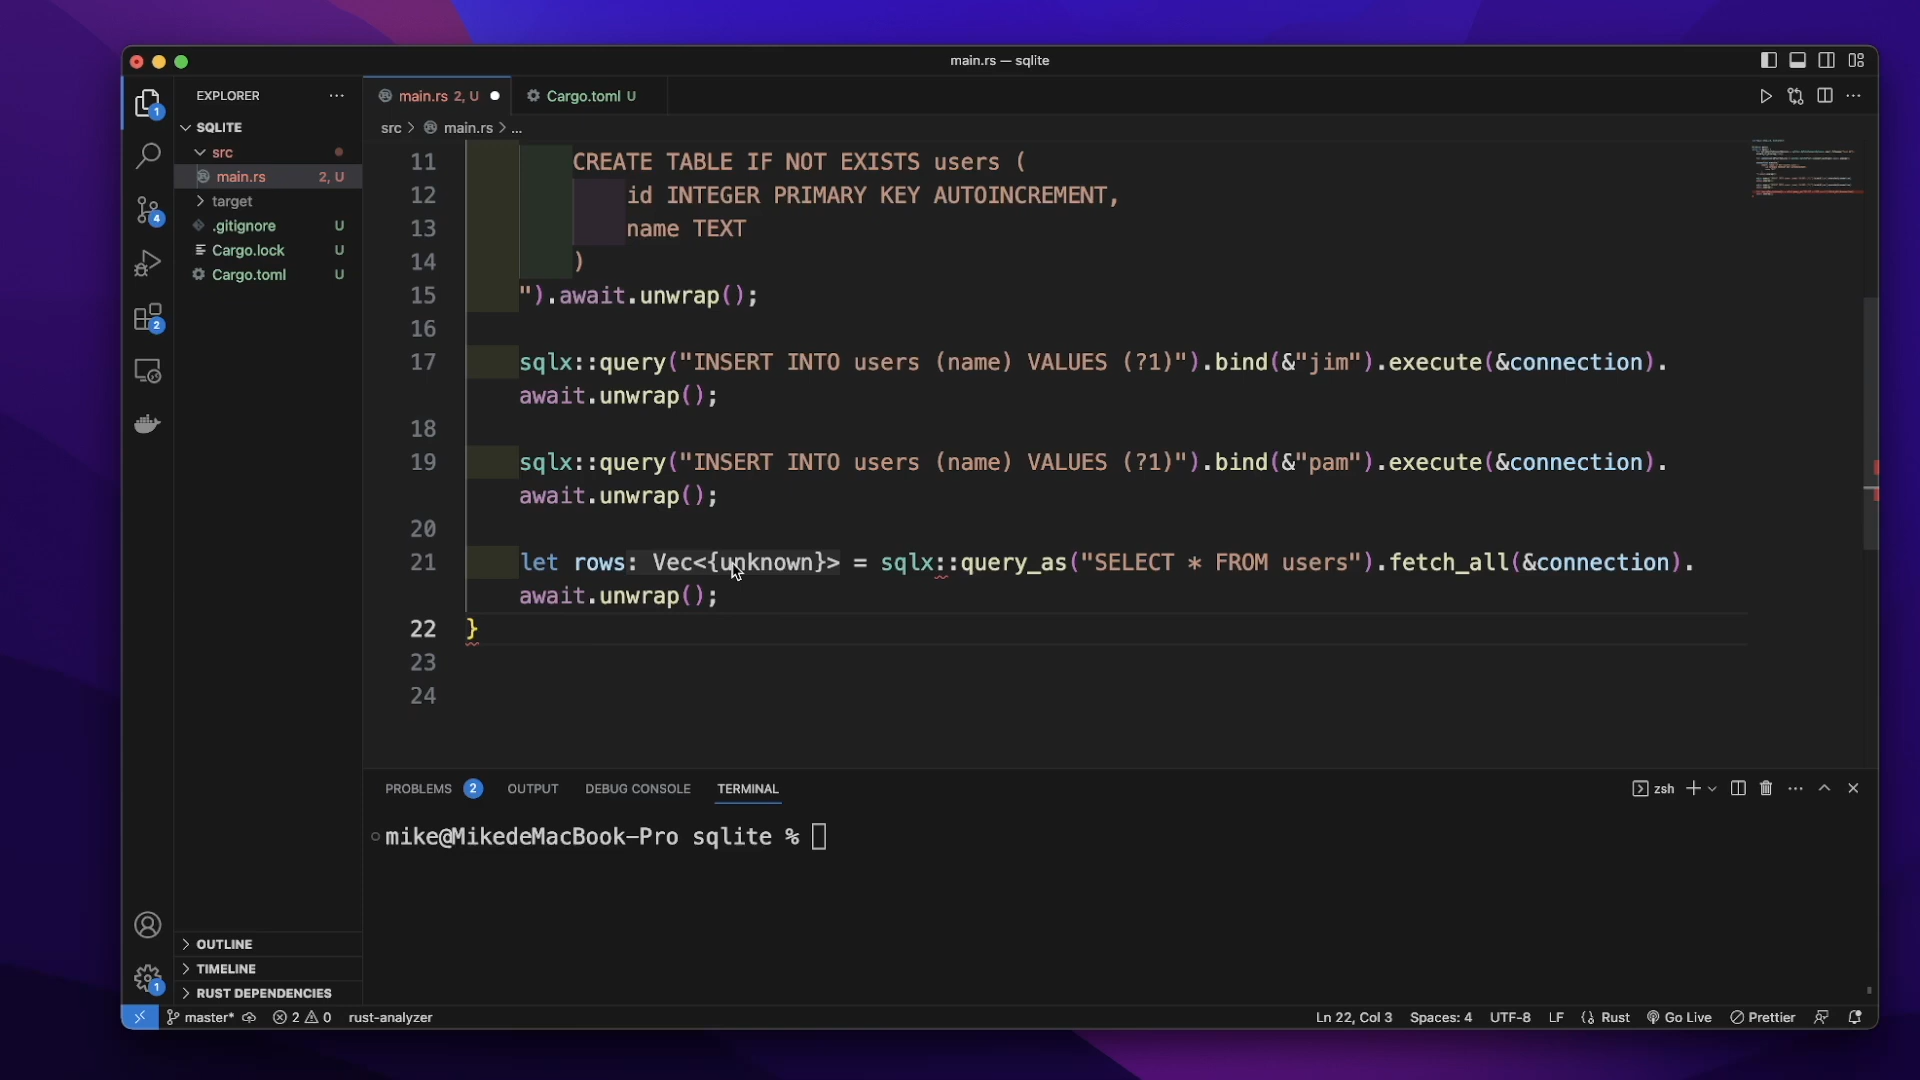 main.rs — sqlite
EXPLORER
main.rs 2, U
Cargo.toml U
SQLITE
src > main.rs > ...
src
main.rs 2, U
target
.gitignore U
Cargo.lock U
Cargo.toml U
11 CREATE TABLE IF NOT EXISTS users (
12 id INTEGER PRIMARY KEY AUTOINCREMENT,
13 name TEXT
14 )
15 ").await.unwrap();
16
17 sqlx::query("INSERT INTO users (name) VALUES (?1)").bind(&"jim").execute(&connection).
await.unwrap();
18
19 sqlx::query("INSERT INTO users (name) VALUES (?1)").bind(&"pam").execute(&connection).
await.unwrap();
20
21 let rows: Vec<{unknown}> = sqlx::query_as("SELECT * FROM users").fetch_all(&connection).
await.unwrap();
22 }
23
24
1
4
2
1
PROBLEMS 2 OUTPUT DEBUG CONSOLE TERMINAL
zsh
mike@MikedeMacBook-Pro sqlite %
OUTLINE
TIMELINE
RUST DEPENDENCIES
master* 2 0 rust-analyzer
Ln 22, Col 3 Spaces: 4 UTF-8 LF Rust Go Live Prettier